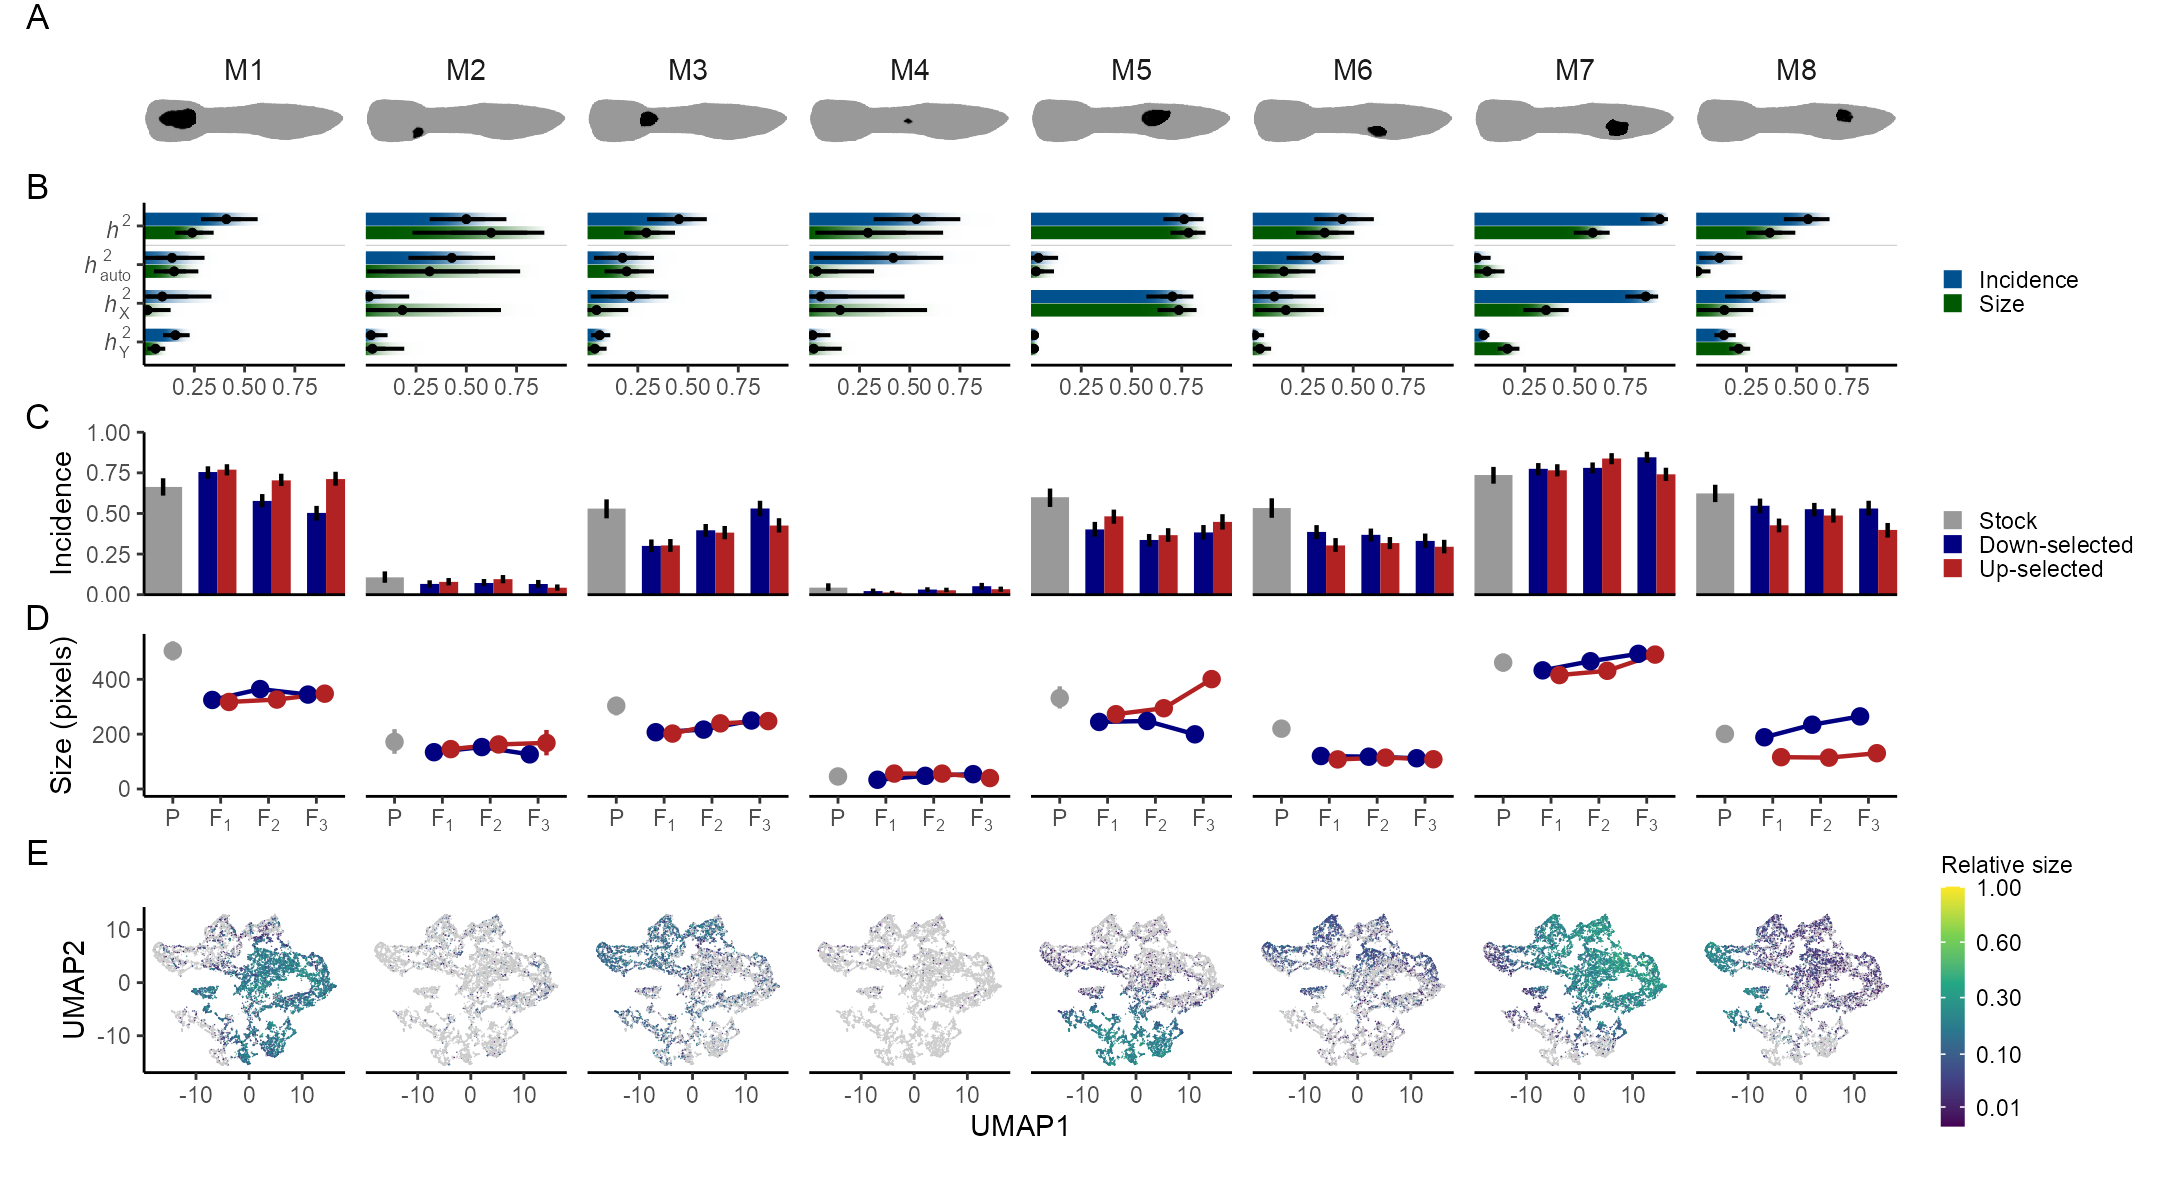 A
M1 M2 M3 M4 M5 M6 M7 M8
B
h²
h²auto
h²X
h²Y
0.25 0.50 0.75 0.25 0.50 0.75 0.25 0.50 0.75 0.25 0.50 0.75 0.25 0.50 0.75 0.25 0.50 0.75 0.25 0.50 0.75 0.25 0.50 0.75
Incidence
Size
C
Incidence
1.00
0.75
0.50
0.25
0.00
Stock
Down-selected
Up-selected
D
Size (pixels)
400
200
0
P F₁ F₂ F₃ P F₁ F₂ F₃ P F₁ F₂ F₃ P F₁ F₂ F₃ P F₁ F₂ F₃ P F₁ F₂ F₃ P F₁ F₂ F₃ P F₁ F₂ F₃
E
UMAP2
10
0
-10
-10 0 10 -10 0 10 -10 0 10 -10 0 10 -10 0 10 -10 0 10 -10 0 10 -10 0 10
UMAP1
Relative size
1.00
0.60
0.30
0.10
0.01